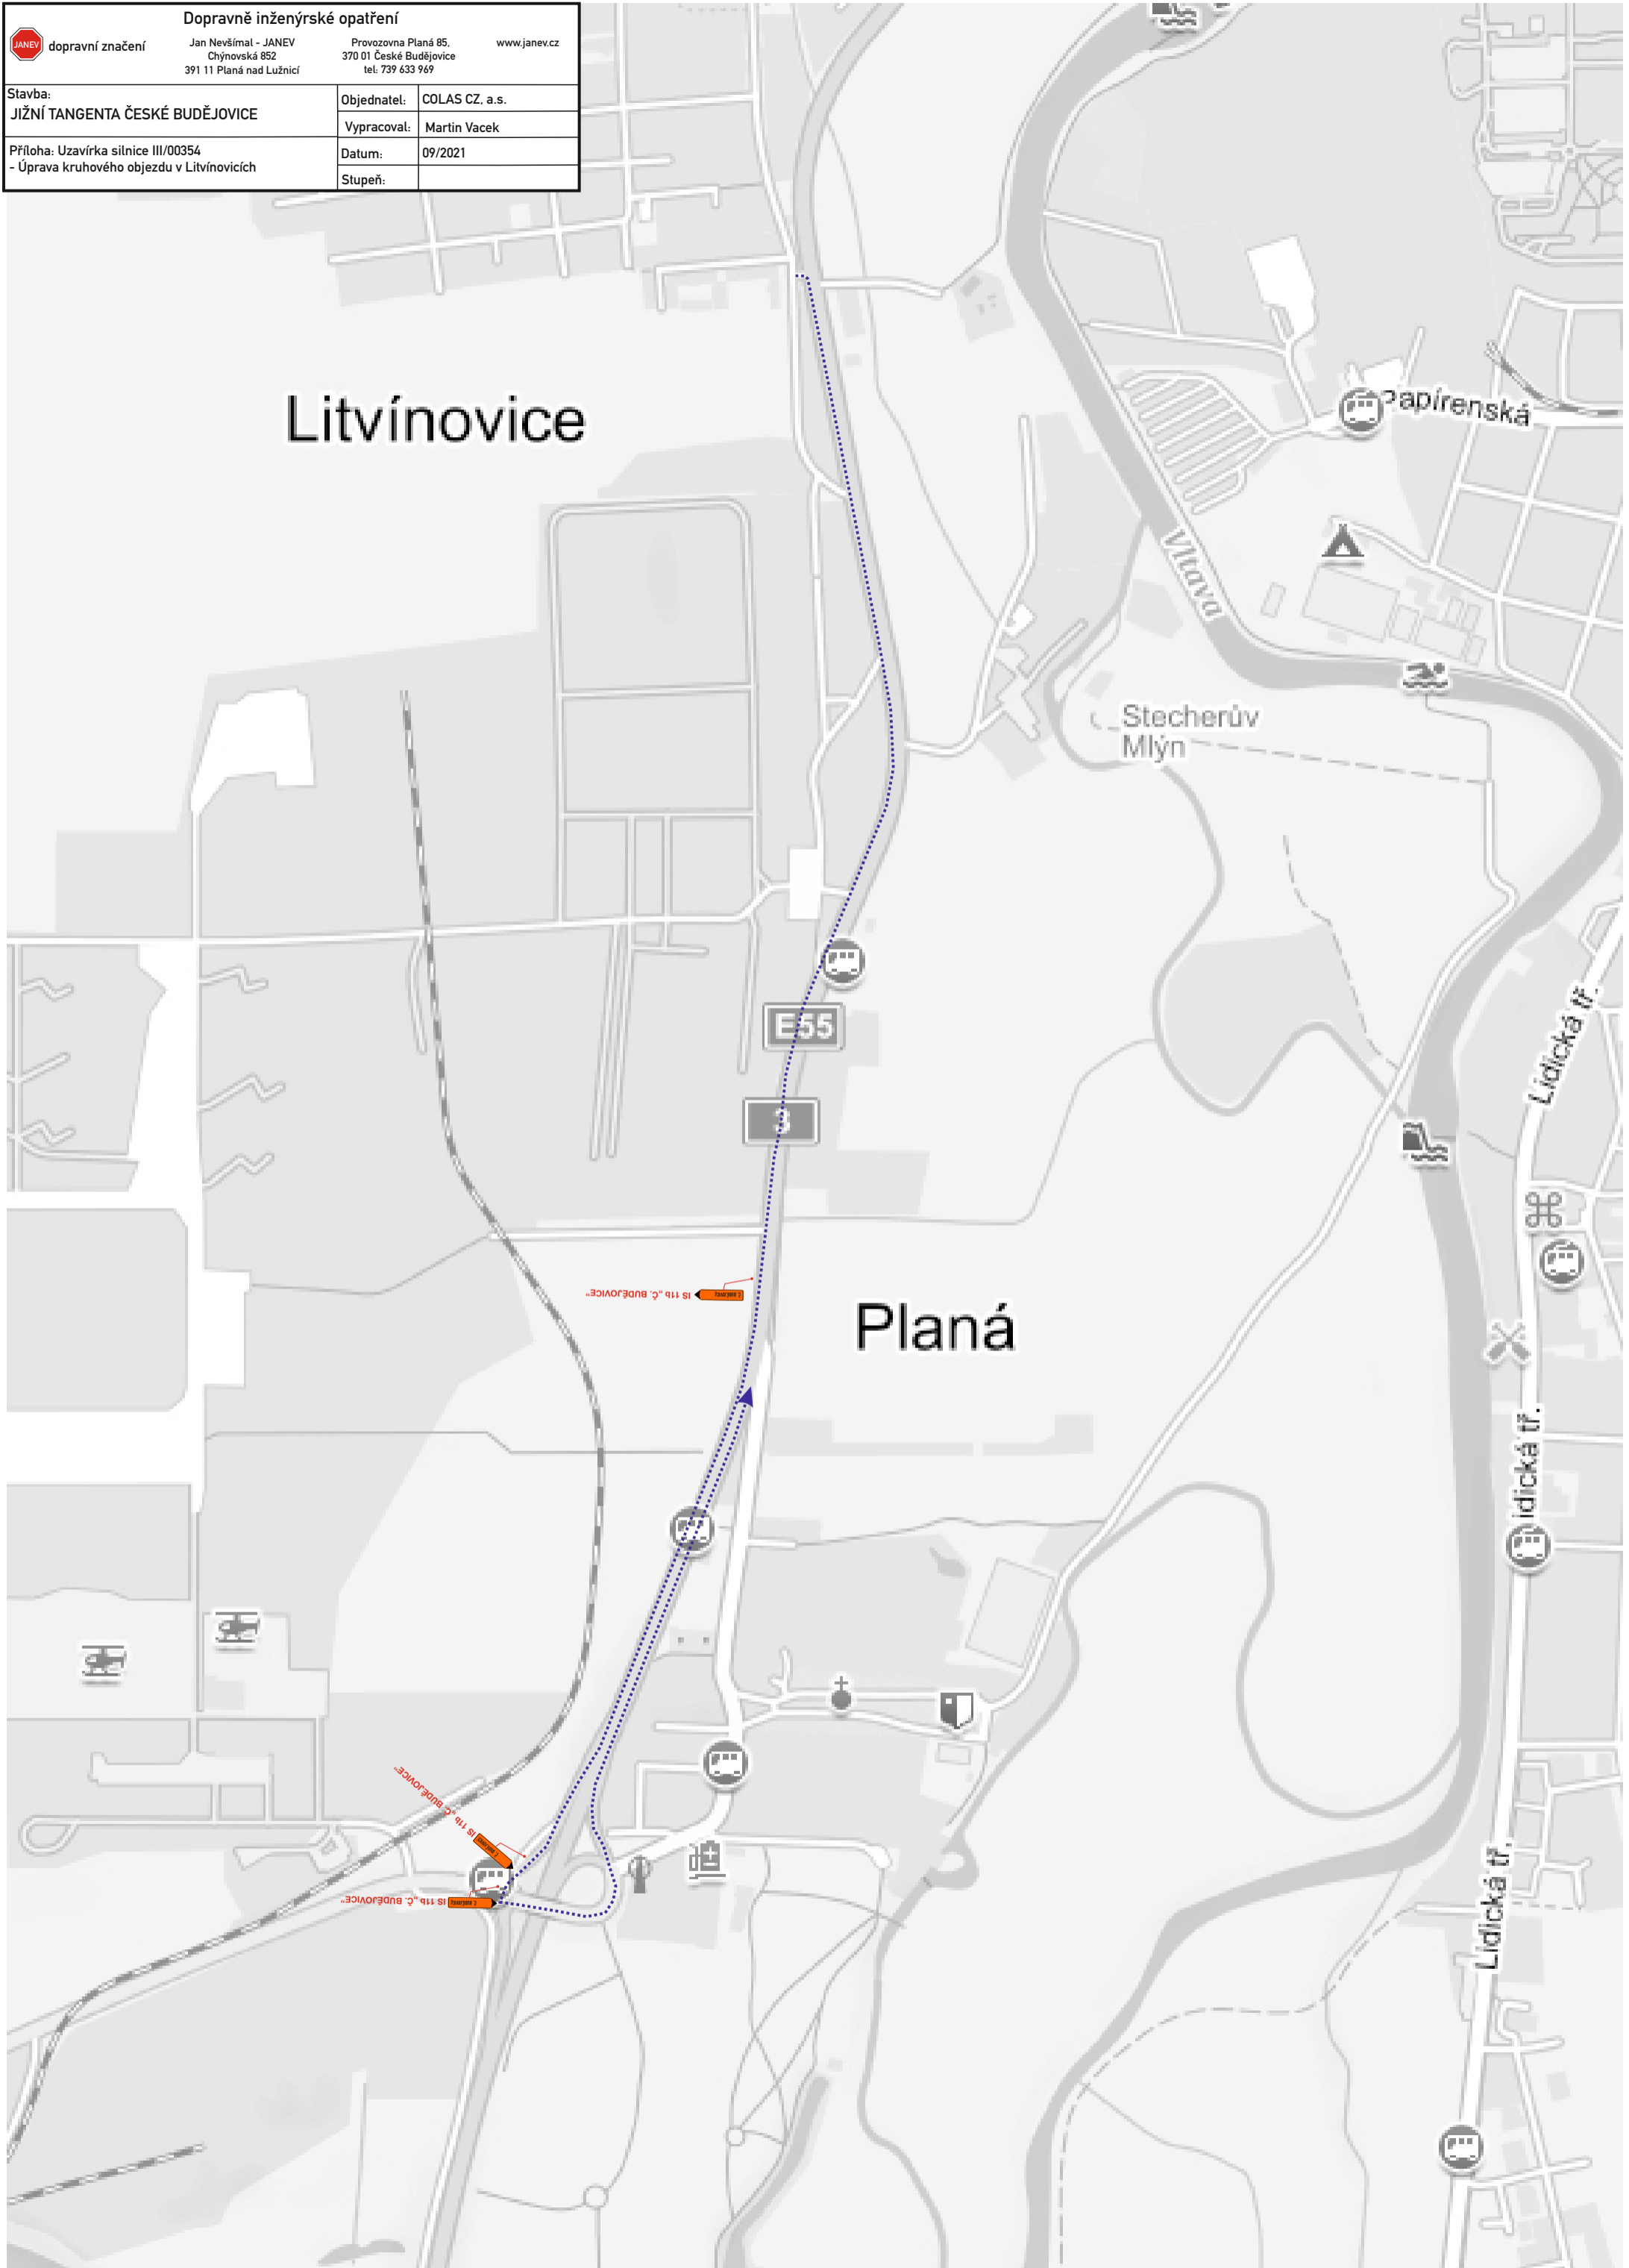 Dopravně inženýrské opatření
JANEV
dopravní značení
Jan Nevšímal - JANEV
Chýnovská 852
391 11 Planá nad Lužnicí
Provozovna Planá 85,
370 01 České Budějovice
tel: 739 633 969
www.janev.cz
Stavba:
JIŽNÍ TANGENTA ČESKÉ BUDĚJOVICE
Objednatel: COLAS CZ, a.s.
Vypracoval: Martin Vacek
Příloha: Uzavírka silnice III/00354
- Úprava kruhového objezdu v Litvínovicích
Datum: 09/2021
Stupeň:
Litvínovice
Papírenská
Vltava
Stecherův
Mlýn
Lidická tř.
E55
3
IS 11b „Č. BUDĚJOVICE“
Planá
idická tř.
IS 11b „Č. BUDĚJOVICE“
IS 11b „Č. BUDĚJOVICE“
Lidická tř.